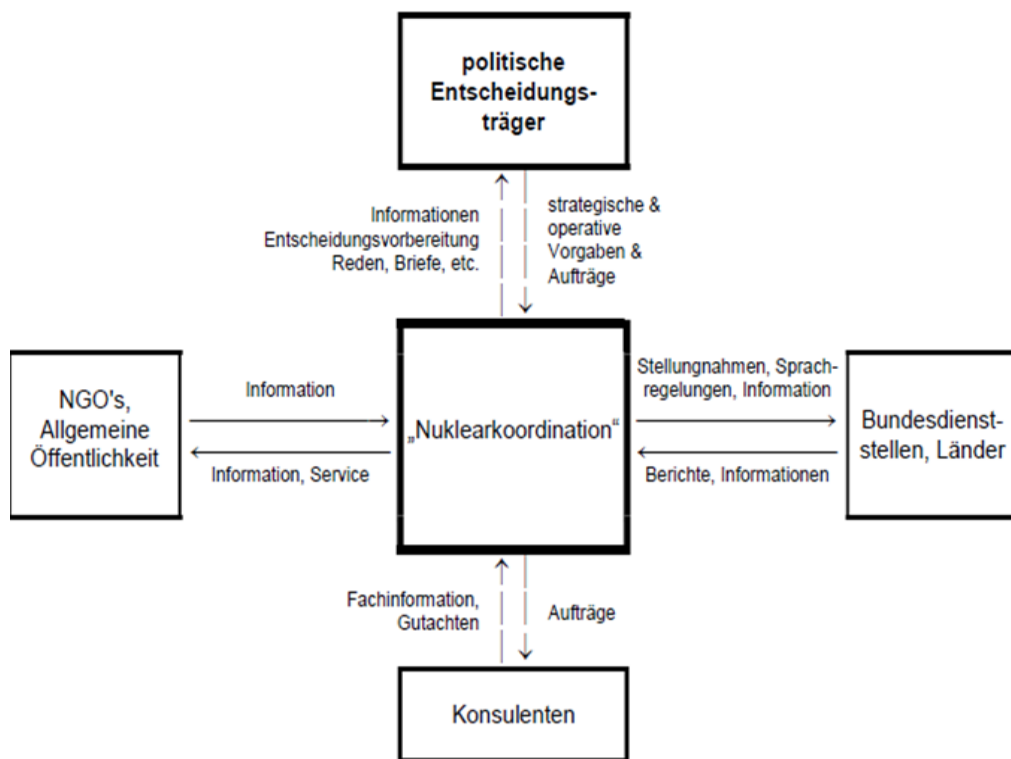 politische
Entscheidungs-
träger
Informationen
Entscheidungsvorbereitung
Reden, Briefe, etc.
strategische &
operative
Vorgaben &
Aufträge
NGO's,
Allgemeine
Öffentlichkeit
Information
Information, Service
„Nuklearkoordination“
Stellungnahmen, Sprach-
regelungen, Information
Berichte, Informationen
Bundesdienst-
stellen, Länder
Fachinformation,
Gutachten
Aufträge
Konsulenten